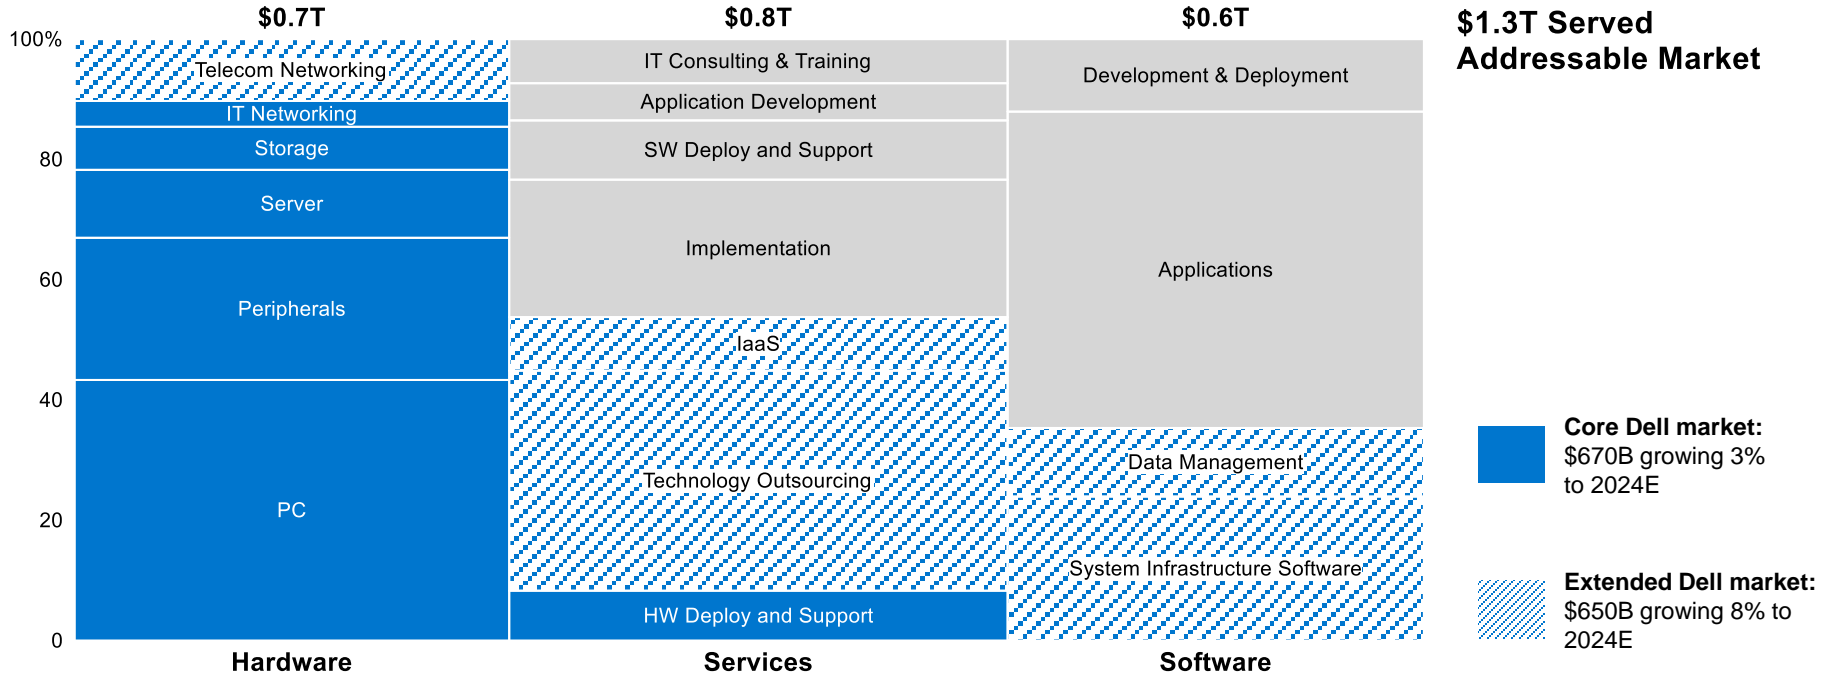 $0.7T
$0.8T
$0.6T
$1.3T Served
Addressable Market
100%
80
60
40
20
0
Telecom Networking
IT Networking
Storage
Server
Peripherals
PC
IT Consulting & Training
Application Development
SW Deploy and Support
Implementation
IaaS
Technology Outsourcing
HW Deploy and Support
Development & Deployment
Applications
Data Management
System Infrastructure Software
Hardware
Services
Software
Core Dell market:
$670B growing 3%
to 2024E
Extended Dell market:
$650B growing 8% to
2024E